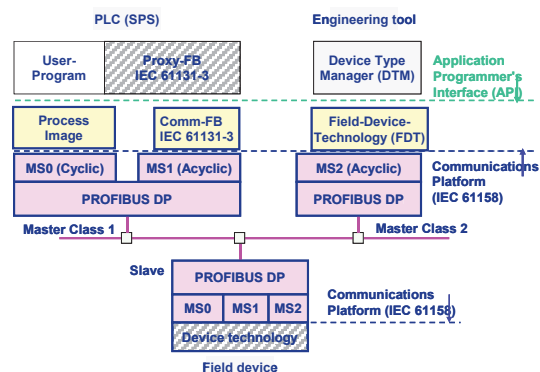 PLC (SPS)
Engineering tool
User-
Program
Proxy-FB
IEC 61131-3
Device Type
Manager (DTM)
Application
Programmer's
Interface (API)
Process
Image
Comm-FB
IEC 61131-3
Field-Device-
Technology (FDT)
MS0 (Cyclic)
MS1 (Acyclic)
MS2 (Acyclic)
Communications
Platform
(IEC 61158)
PROFIBUS DP
PROFIBUS DP
Master Class 1
Master Class 2
Slave
PROFIBUS DP
MS0
MS1
MS2
Communications
Platform (IEC 61158)
Device technology
Field device